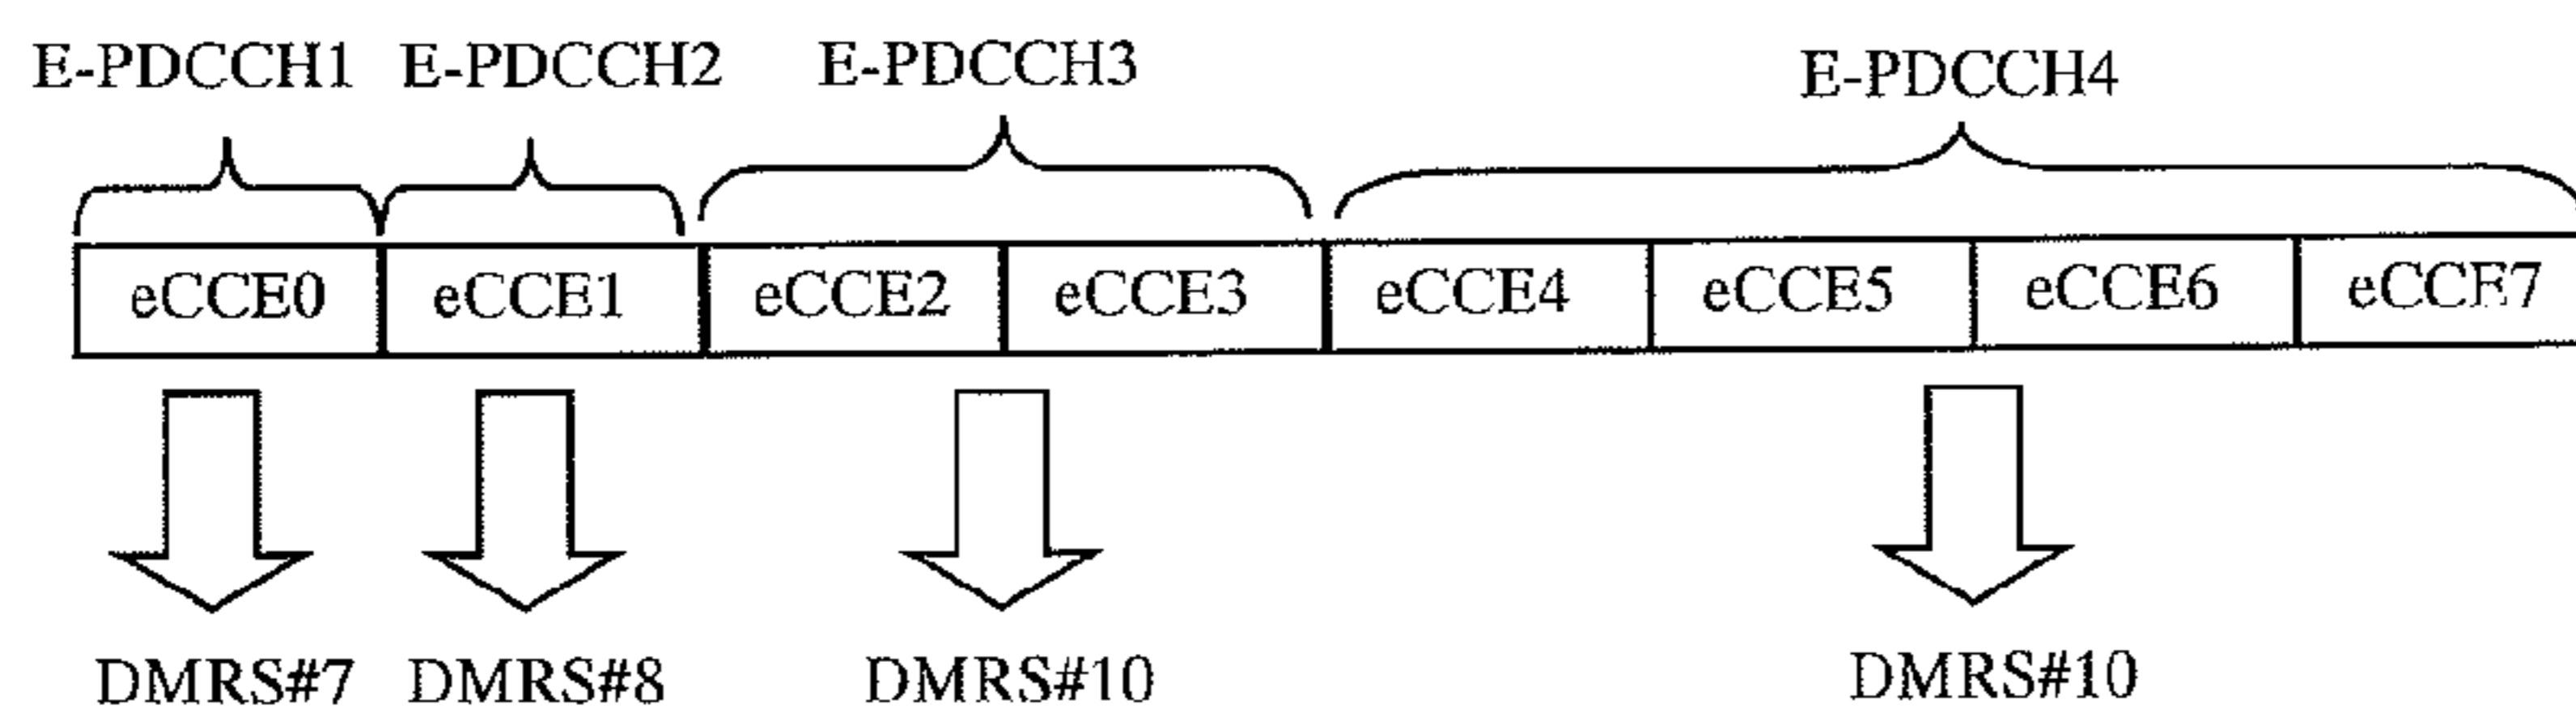 E-PDCCH1 E-PDCCH2 E-PDCCH3 E-PDCCH4
eCCE0 eCCE1 eCCE2 eCCE3 eCCE4 eCCE5 eCCE6 eCCE7
DMRS#7 DMRS#8 DMRS#10 DMRS#10